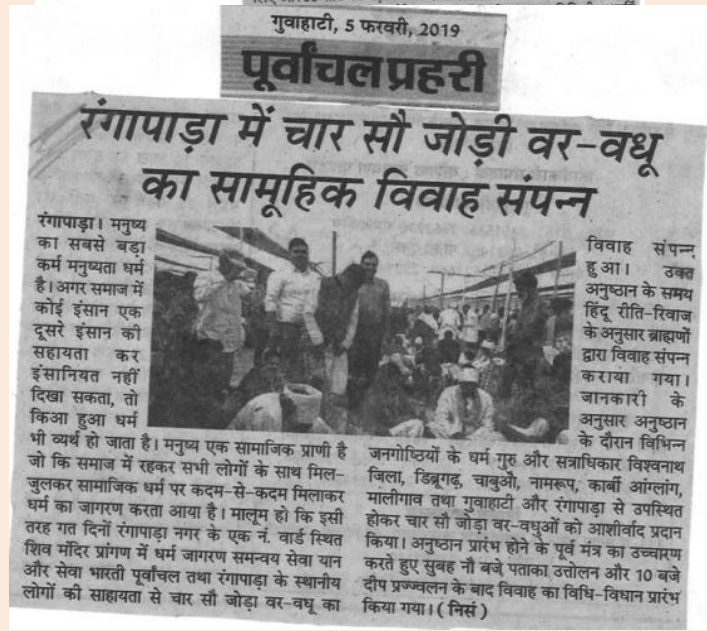 गुवाहाटी, 5 फरवरी, 2019
पूर्वांचल प्रहरी
रंगापाड़ा में चार सौ जोड़ी वर-वधू
का सामूहिक विवाह संपन्न
रंगापाड़ा। मनुष्य
का सबसे बड़ा
कर्म मनुष्यता धर्म
है। अगर समाज में
कोई इंसान एक
दूसरे इंसान की
सहायता कर
इंसानियत नहीं
दिखा सकता, तो
किआ हुआ धर्म
भी व्यर्थ हो जाता है। मनुष्य एक सामाजिक प्राणी है
जो कि समाज में रहकर सभी लोगों के साथ मिल-
जुलकर सामाजिक धर्म पर कदम-से-कदम मिलाकर
धर्म का जागरण करता आया है। मालूम हो कि इसी
तरह गत दिनों रंगापाड़ा नगर के एक नं. वार्ड स्थित
शिव मंदिर प्रांगण में धर्म जागरण समन्वय सेवा यान
और सेवा भारती पूर्वांचल तथा रंगापाड़ा के स्थानीय
लोगों की साहायता से चार सौ जोड़ा वर-वधू का
विवाह संपन्न
हुआ। उक्त
अनुष्ठान के समय
हिंदू रीति-रिवाज
के अनुसार ब्राह्मणों
द्वारा विवाह संपन्न
कराया गया।
जानकारी के
अनुसार अनुष्ठान
के दौरान विभिन्न
जनगोष्ठियों के धर्म गुरु और सत्राधिकार विश्वनाथ
जिला, डिब्रूगढ़, चाबुओ, नामरूप, कार्बी आंग्लांग,
मालीगाव तथा गुवाहाटी और रंगापाड़ा से उपस्थित
होकर चार सौ जोड़ा वर-वधुओं को आशीर्वाद प्रदान
किया। अनुष्ठान प्रारंभ होने के पूर्व मंत्र का उच्चारण
करते हुए सुबह नौ बजे पताका उत्तोलन और 10 बजे
दीप प्रज्ज्वलन के बाद विवाह का विधि-विधान प्रारंभ
किया गया। (निसं)